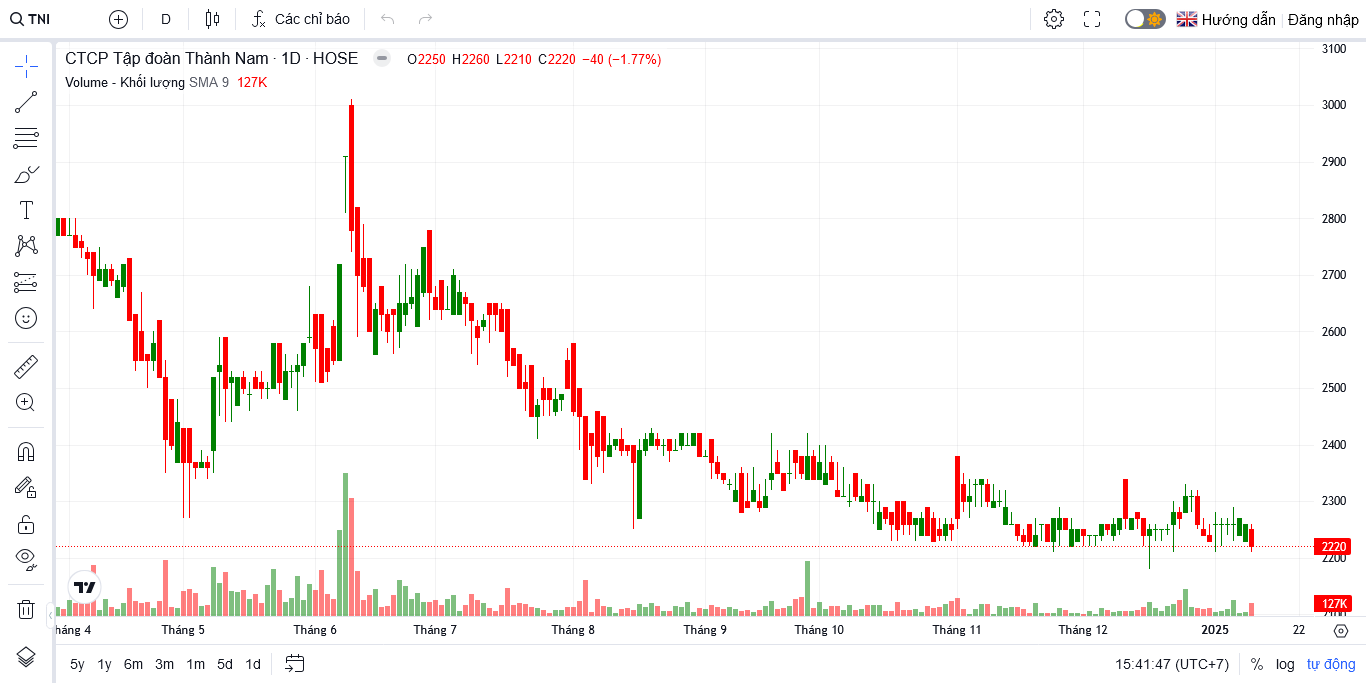 TNI D Các chỉ báo Hướng dẫn Đăng nhập
CTCP Tập đoàn Thành Nam · 1D · HOSE O2250 H2260 L2210 C2220 −40 (−1.77%)
Volume - Khối lượng SMA 9 127K
3100
3000
2900
2800
2700
2600
2500
2400
2300
2220
2200
127K
2100
háng 4 Tháng 5 Tháng 6 Tháng 7 Tháng 8 Tháng 9 Tháng 10 Tháng 11 Tháng 12 2025 22
5y 1y 6m 3m 1m 5d 1d 15:41:47 (UTC+7) % log tự động